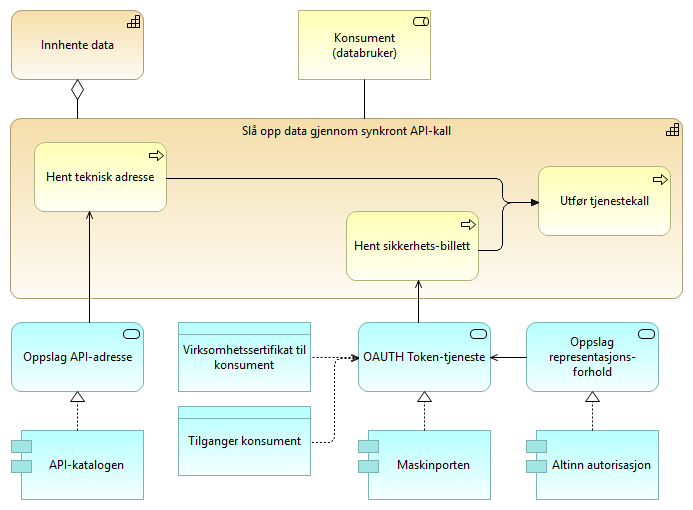 Innhente data
Konsument
(databruker)
Slå opp data gjennom synkront API-kall
Hent teknisk adresse
Utfør tjenestekall
Hent sikkerhets-billett
Oppslag API-adresse
Virksomhetssertifikat til
konsument
OAUTH Token-tjeneste
Oppslag
representasjons-
forhold
Tilganger konsument
API-katalogen
Maskinporten
Altinn autorisasjon